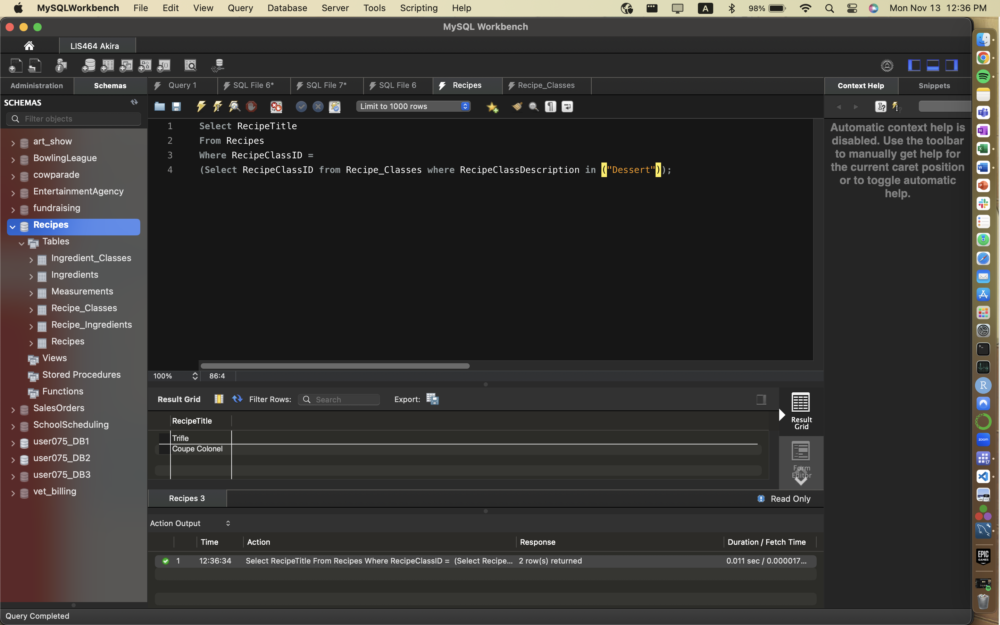 MySQLWorkbench File Edit View Query Database Server Tools Scripting Help A 98% Mon Nov 13 12:36 PM
MySQL Workbench
LIS464 Akira
Administration Schemas Query 1 SQL File 6* SQL File 7* SQL File 6 Recipes Recipe_Classes Context Help Snippets
SCHEMAS
Limit to 1000 rows
Filter objects
1 Select RecipeTitle
2 From Recipes
3 Where RecipeClassID =
4 (Select RecipeClassID from Recipe_Classes where RecipeClassDescription in ("Dessert"));
Automatic context help is
disabled. Use the toolbar
to manually get help for
the current caret position
or to toggle automatic
help.
art_show
BowlingLeague
cowparade
EntertainmentAgency
fundraising
Recipes
Tables
Ingredient_Classes
Ingredients
Measurements
Recipe_Classes
Recipe_Ingredients
Recipes
Views
Stored Procedures
Functions
SalesOrders
SchoolScheduling
user075_DB1
user075_DB2
user075_DB3
vet_billing
100% 86:4
Result Grid Filter Rows: Search Export:
RecipeTitle
Trifle
Coupe Colonel
Result
Grid
Form
Editor
Recipes 3 Read Only
Action Output
Time Action Response Duration / Fetch Time
1 12:36:34 Select RecipeTitle From Recipes Where RecipeClassID = (Select Recipe... 2 row(s) returned 0.011 sec / 0.000017...
Query Completed
zoom
17
EPIC
GAMES